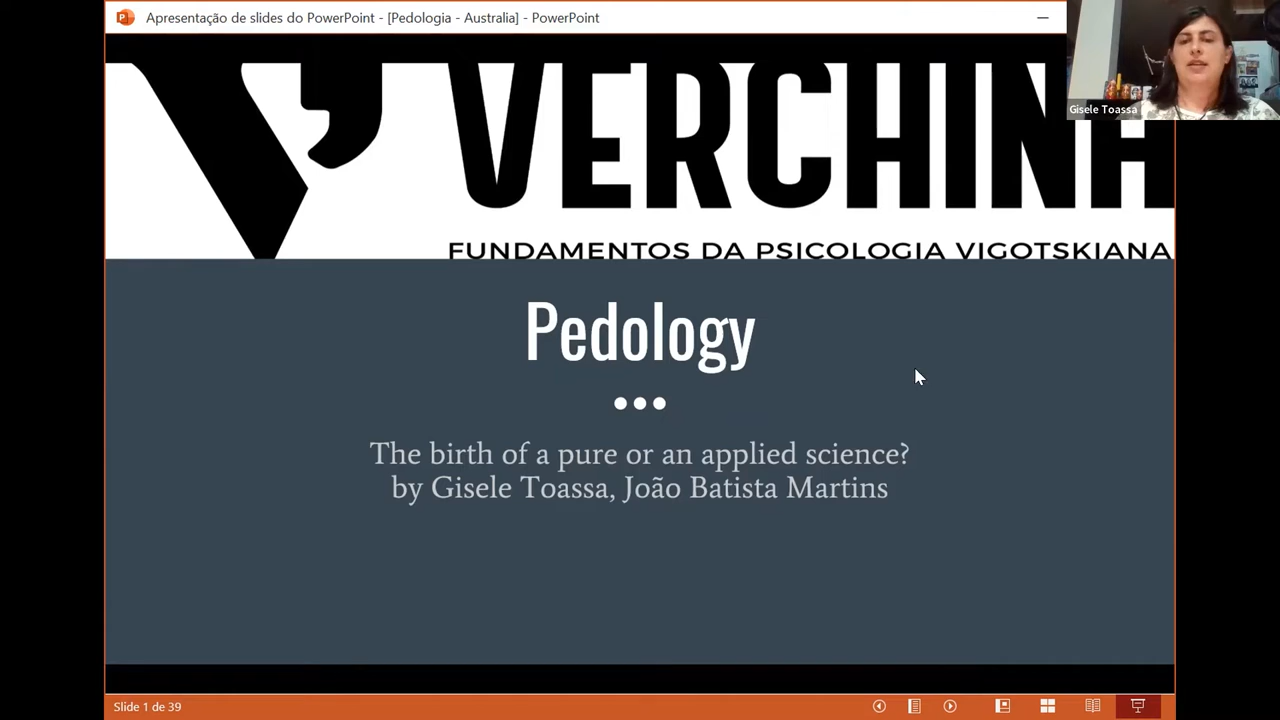 Apresentação de slides do PowerPoint - [Pedologia - Australia] - PowerPoint
Gisele Toassa
VERCHINA
FUNDAMENTOS DA PSICOLOGIA VIGOTSKIANA
Pedology
The birth of a pure or an applied science?
by Gisele Toassa, João Batista Martins
Slide 1 de 39